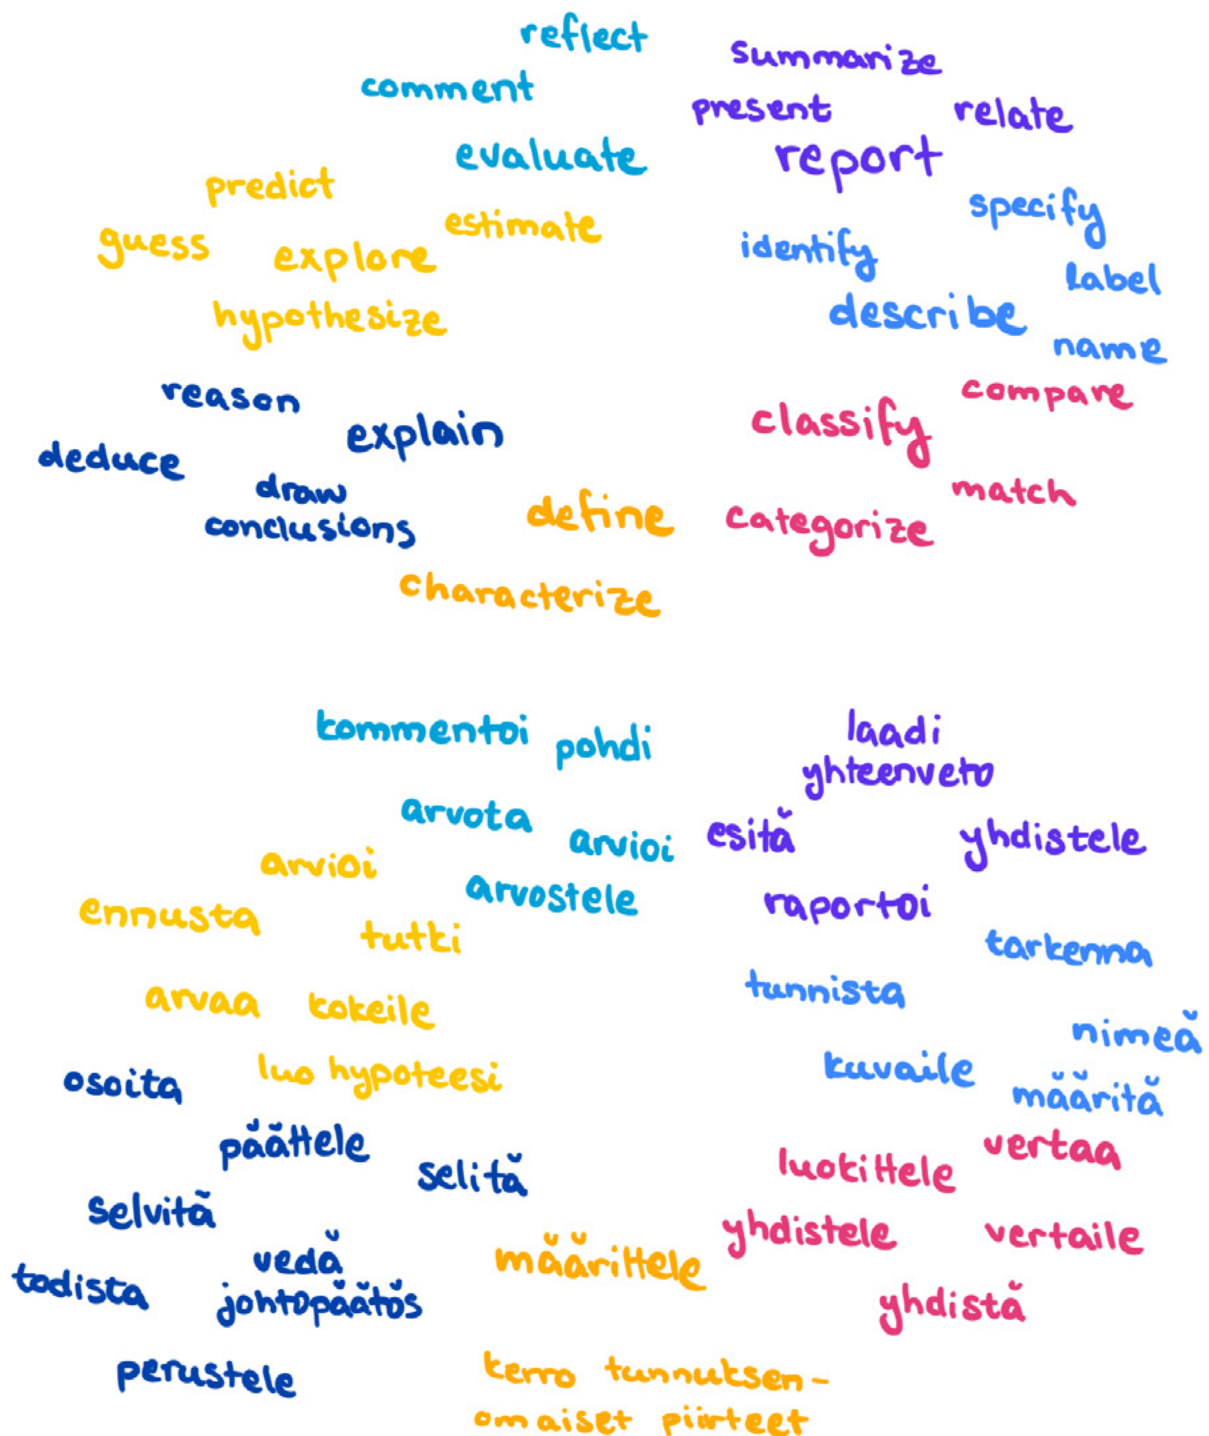 reflect
summarize
comment
present
relate
evaluate
report
predict
specify
estimate
guess
explore
identify
label
hypothesize
describe
name
reason
compare
explain
classify
deduce
draw
conclusions
match
define
categorize
characterize
kommentoi
pohdi
laadi
yhteenveto
arvota
arvioi
esitä
yhdistele
arvioi
arvostele
raportoi
ennusta
tutki
tarkenna
arvaa
kokeile
tunnista
nimeä
osoita
luo hypoteesi
kuvaile
määritä
päättele
selitä
luokittele
vertaa
selvitä
yhdistele
vertaile
vedä
johtopäätös
määrittele
todista
yhdistä
perustele
kerro tunnuksen-
omaiset piirteet